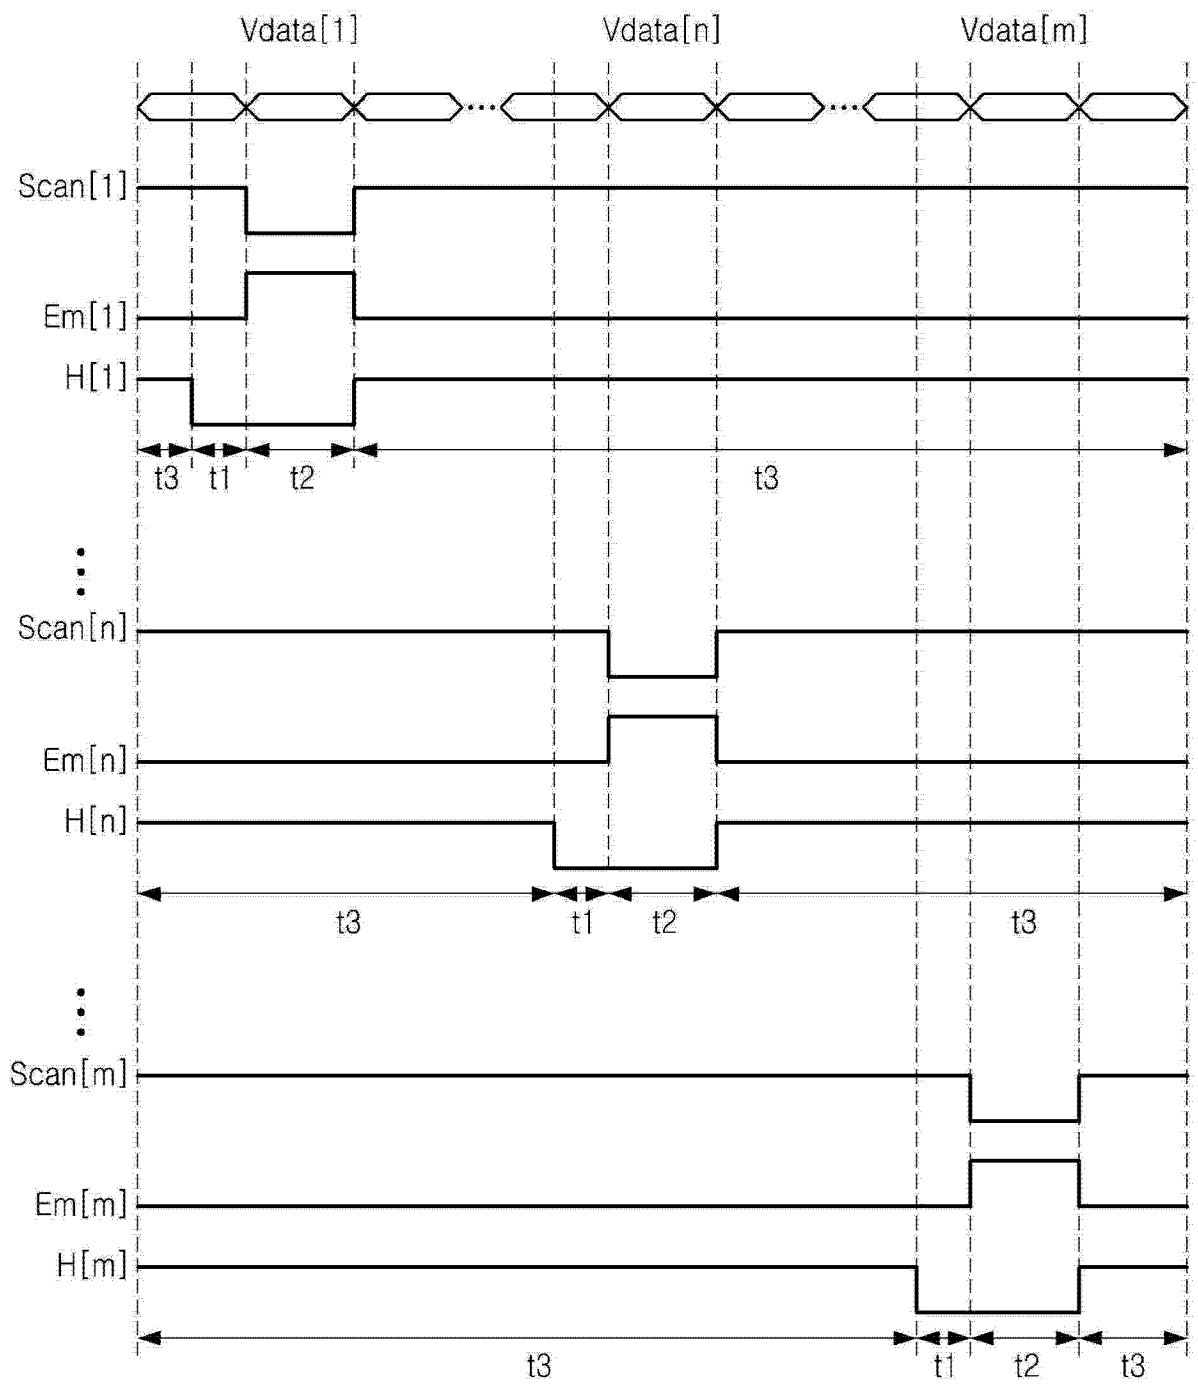 Vdata[1] Vdata[n] Vdata[m]
Scan[1]
Em[1]
H[1]
t3 t1 t2 t3
Scan[n]
Em[n]
H[n]
t3 t1 t2 t3
Scan[m]
Em[m]
H[m]
t3 t1 t2 t3